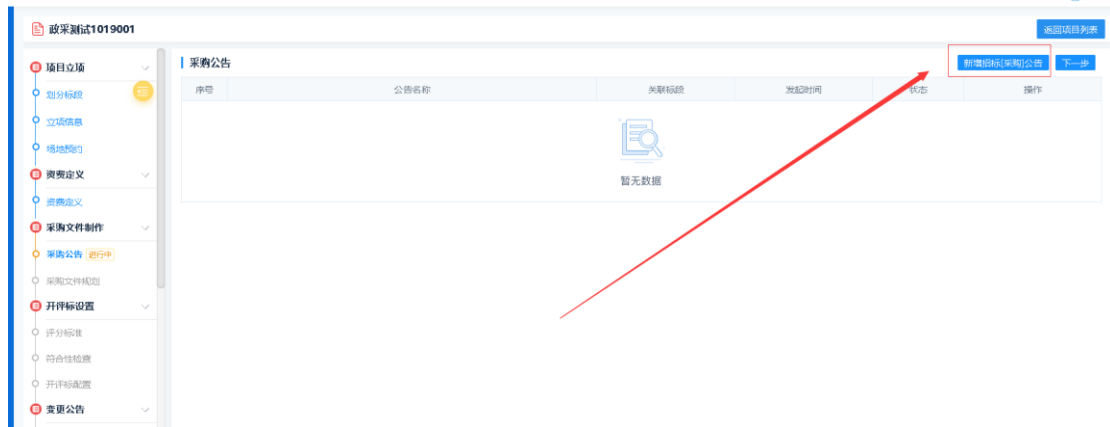 政采测试1019001
返回项目列表
项目立项
划分标段
立项信息
场地预约
资费定义
资费定义
采购文件制作
采购公告 进行中
采购文件规划
开评标设置
评分标准
符合性检查
开评标配置
变更公告
采购公告
新增招标[采购]公告 下一步
序号 公告名称 关联标段 发起时间 状态 操作
暂无数据